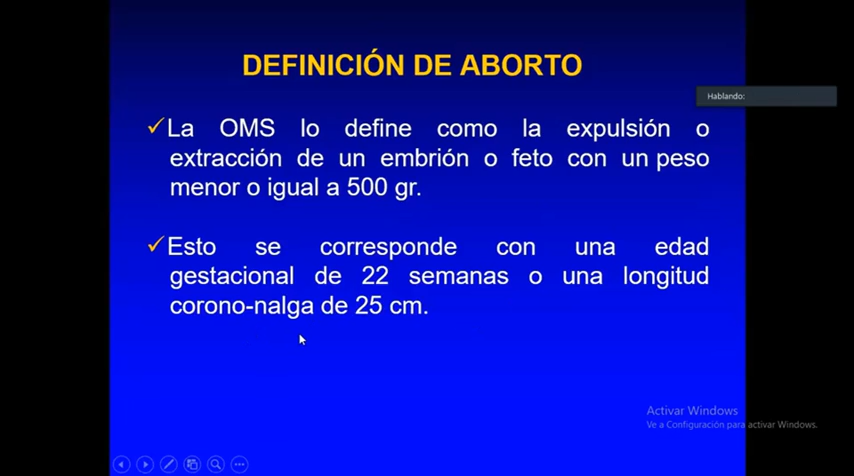 DEFINICIÓN DE ABORTO
Hablando:
La OMS lo define como la expulsión o
extracción de un embrión o feto con un peso
menor o igual a 500 gr.
Esto se corresponde con una edad
gestacional de 22 semanas o una longitud
corono-nalga de 25 cm.
Activar Windows
Ve a Configuración para activar Windows.